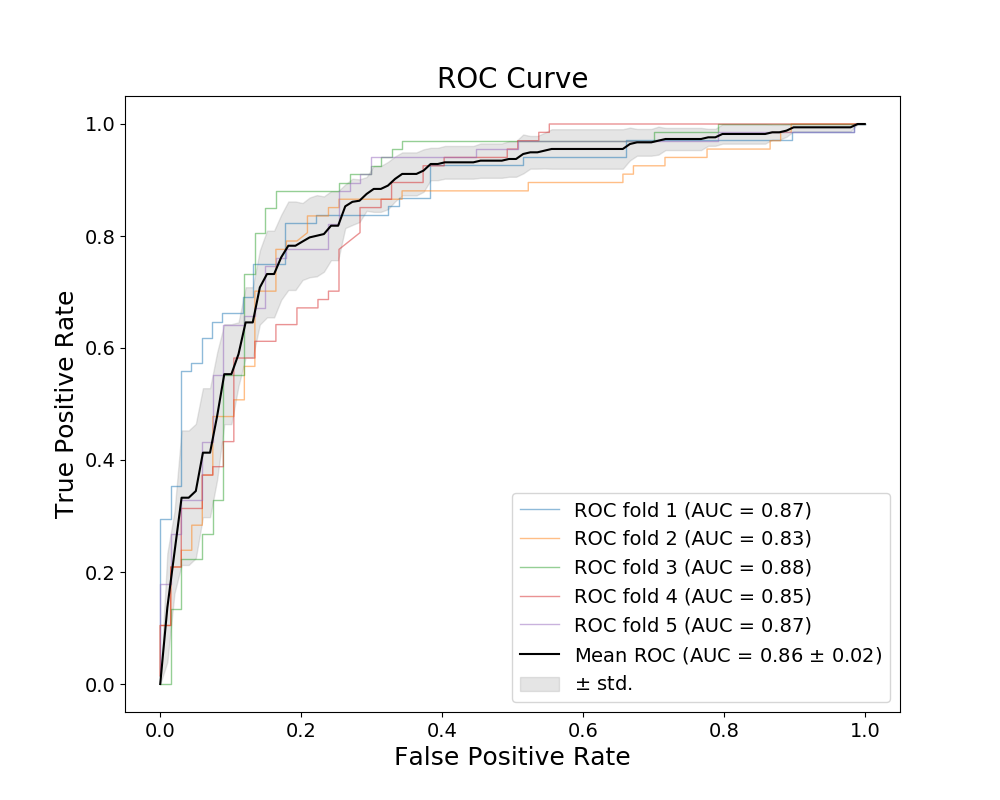 ROC Curve
True Positive Rate
1.0
0.8
0.6
0.4
0.2
0.0
0.0 0.2 0.4 0.6 0.8 1.0
False Positive Rate
ROC fold 1 (AUC = 0.87)
ROC fold 2 (AUC = 0.83)
ROC fold 3 (AUC = 0.88)
ROC fold 4 (AUC = 0.85)
ROC fold 5 (AUC = 0.87)
Mean ROC (AUC = 0.86 ± 0.02)
± std.